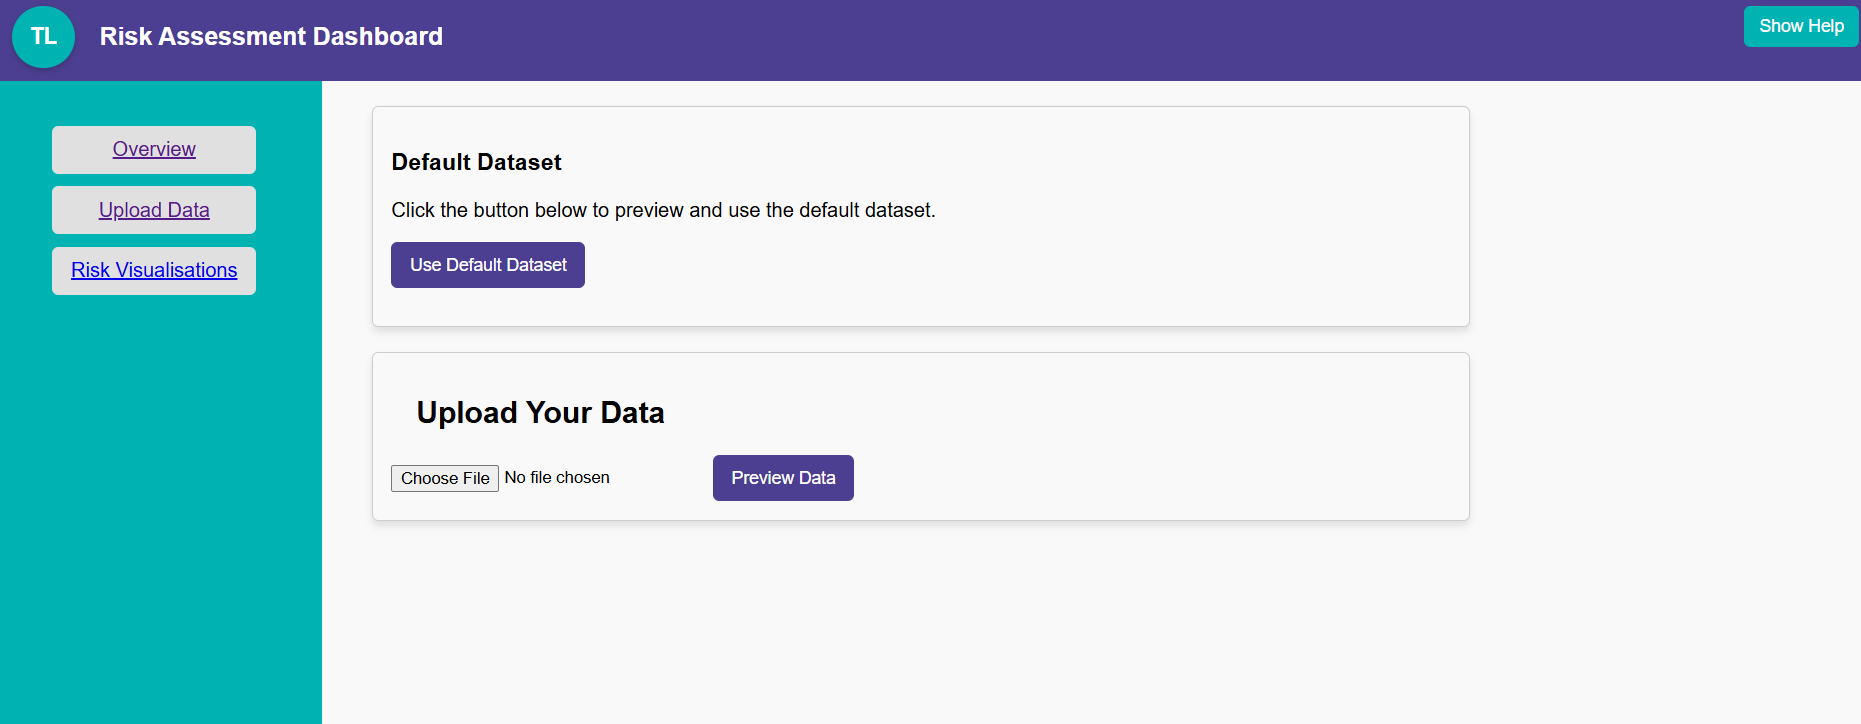 TL
Risk Assessment Dashboard
Show Help
Overview
Upload Data
Risk Visualisations
Default Dataset
Click the button below to preview and use the default dataset.
Use Default Dataset
Upload Your Data
Choose File No file chosen
Preview Data